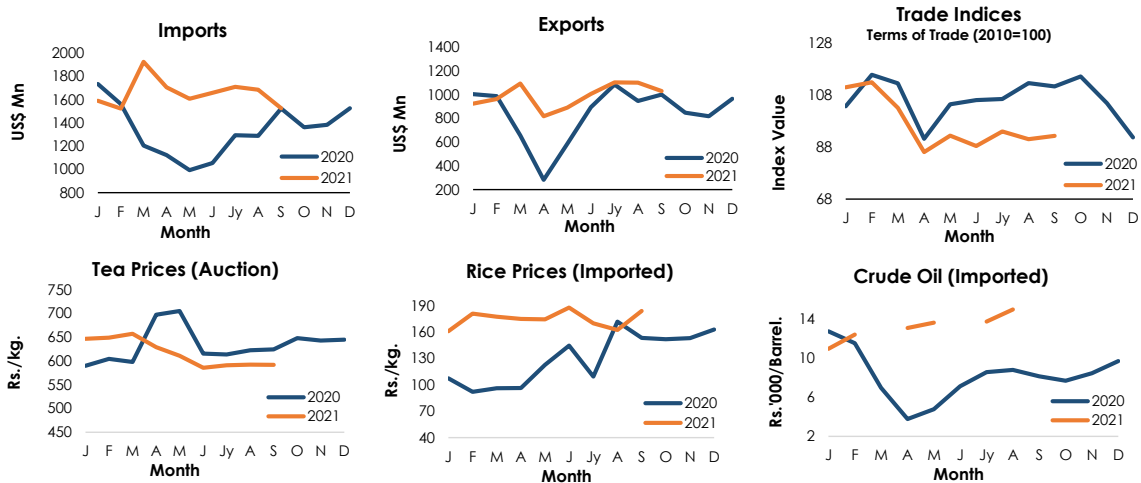 Imports
US$ Mn
2000
1800
1600
1400
1200
1000
800
2020
2021
J F M A M J Jy A S O N D
Month
Exports
US$ Mn
1400
1200
1000
800
600
400
200
2020
2021
J F M A M J Jy A S O N D
Month
Trade Indices
Terms of Trade (2010=100)
Index Value
128
108
88
68
2020
2021
J F M A M J Jy A S O N D
Month
Tea Prices (Auction)
Rs./kg.
750
700
650
600
550
500
450
2020
2021
J F M A M J Jy A S O N D
Month
Rice Prices (Imported)
Rs./kg.
190
160
130
100
70
40
2020
2021
J F M A M J Jy A S O N D
Month
Crude Oil (Imported)
Rs.'000/Barrel.
14
10
6
2
2020
2021
J F M A M J Jy A S O N D
Month